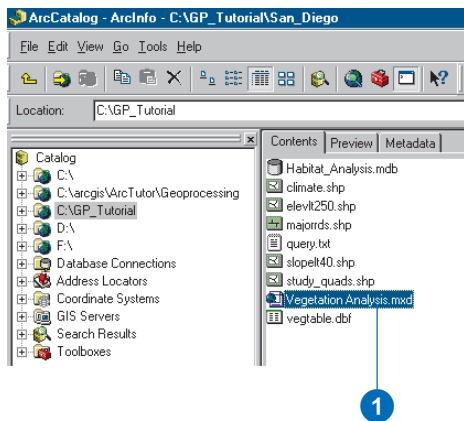 ArcCatalog - ArcInfo - C:\GP_Tutorial\San_Diego
File Edit View Go Tools Help
Location: C:\GP_Tutorial
Catalog
C:\
C:\arcgis\ArcTutor\Geoprocessing
C:\GP_Tutorial
D:\
F:\
Database Connections
Address Locators
Coordinate Systems
GIS Servers
Search Results
Toolboxes
Contents Preview Metadata
Habitat_Analysis.mdb
climate.shp
elevlt250.shp
majorrds.shp
query.txt
slopelt40.shp
study_quads.shp
Vegetation Analysis.mxd
vegtable.dbf
1